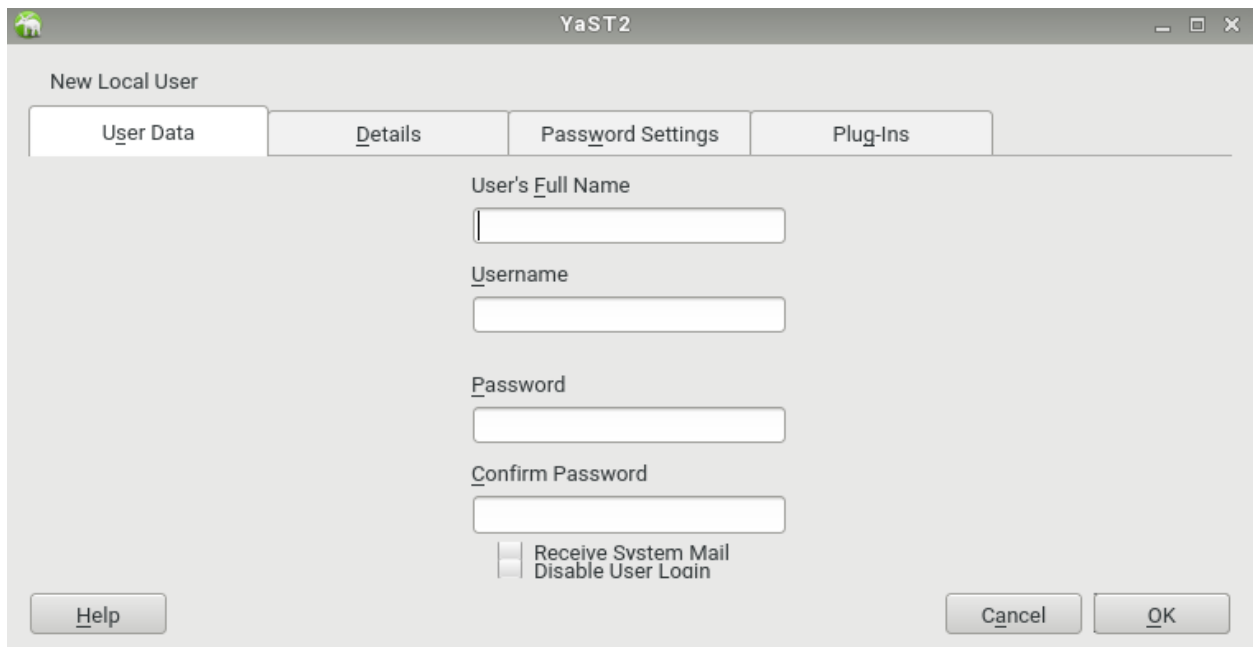 YaST2
New Local User
User Data Details Password Settings Plug-Ins
User's Full Name
Username
Password
Confirm Password
Receive System Mail
Disable User Login
Help Cancel OK